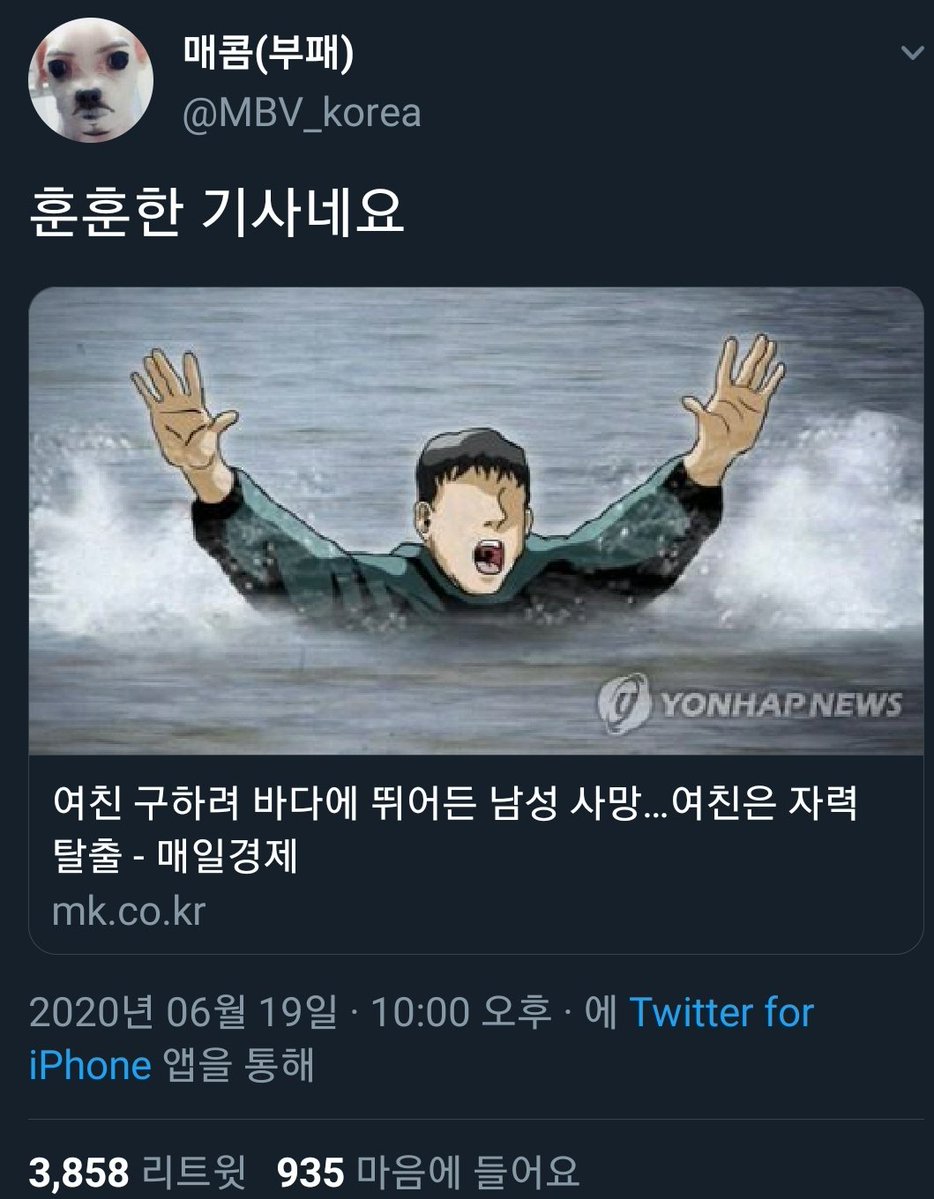 매콤(부패)
@MBV_korea
훈훈한 기사네요
YONHAP NEWS
여친 구하려 바다에 뛰어든 남성 사망...여친은 자력
탈출 - 매일경제
mk.co.kr
2020년 06월 19일 · 10:00 오후 · 에 Twitter for
iPhone 앱을 통해
3,858 리트윗 935 마음에 들어요